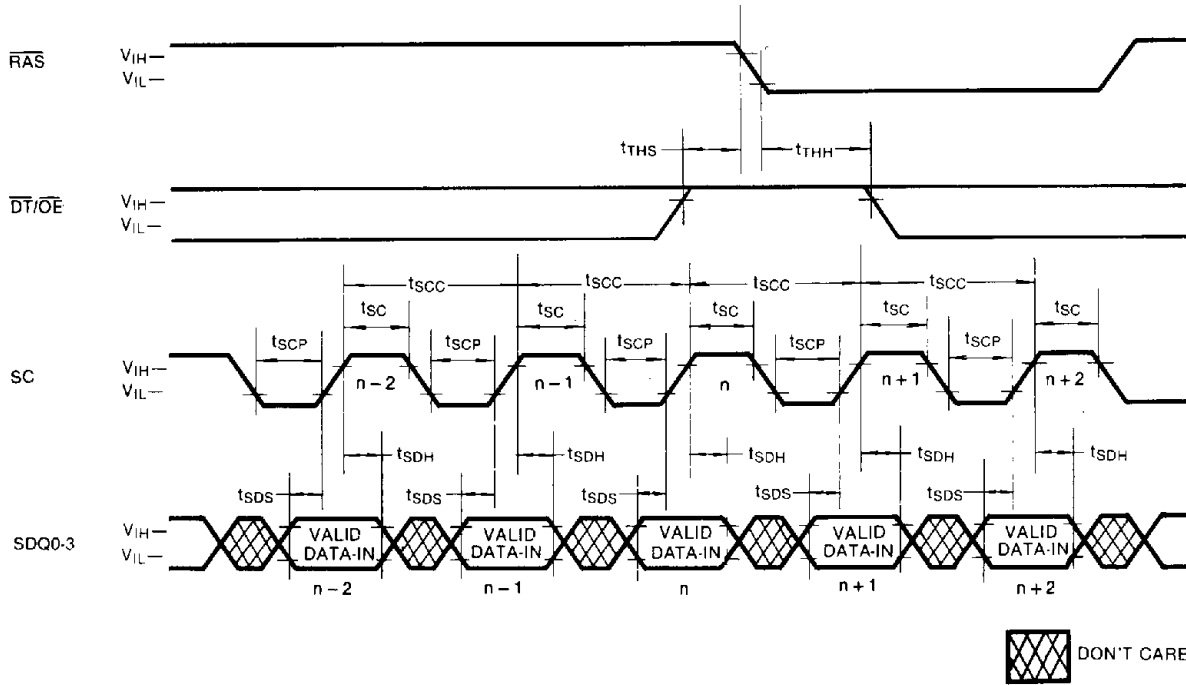 RAS
VIH
VIL
tTHS
tTHH
DT/OE
VIH
VIL
tSCC
tSCC
tSCC
tSCC
tSC
tSC
tSC
tSC
tSC
tSCP
tSCP
tSCP
tSCP
tSCP
SC
VIH
VIL
n-2
n-1
n
n+1
n+2
tSDH
tSDH
tSDH
tSDH
tSDH
tSDS
tSDS
tSDS
tSDS
tSDS
SDQ0-3
VIH
VIL
VALID
DATA-IN
VALID
DATA-IN
VALID
DATA-IN
VALID
DATA-IN
VALID
DATA-IN
n-2
n-1
n
n+1
n+2
DON'T CARE